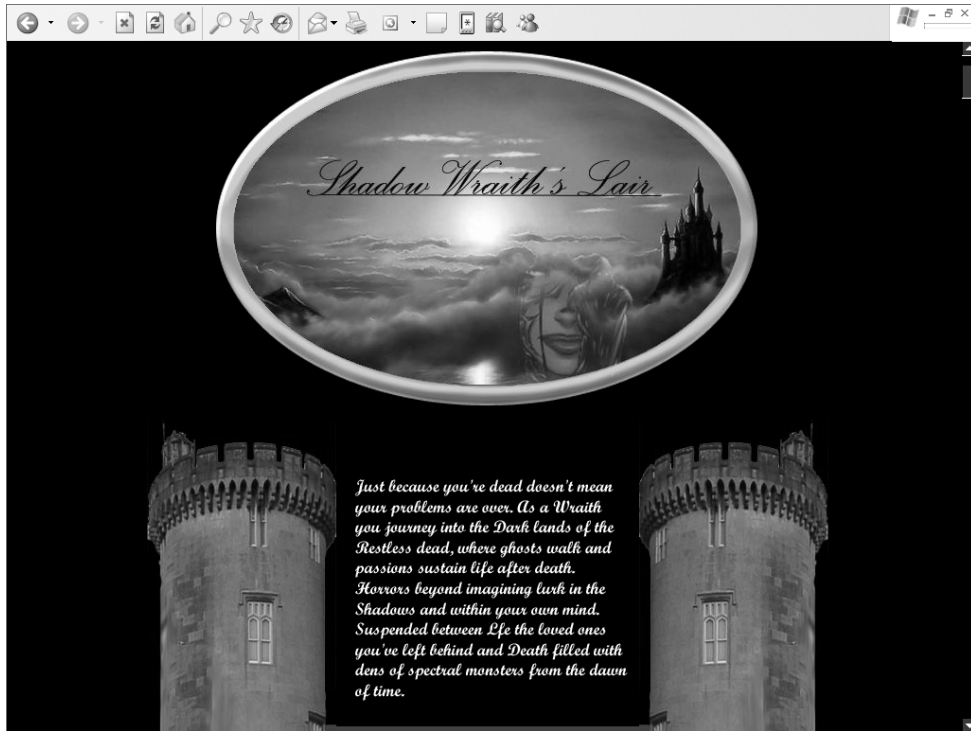 Shadow Wraith's Lair
Just because you're dead doesn't mean
your problems are over. As a Wraith
you journey into the Dark lands of the
Restless dead, where ghosts walk and
passions sustain life after death.
Horrors beyond imagining lurk in the
Shadows and within your own mind.
Suspended between Lfe the loved ones
you've left behind and Death filled with
dens of spectral monsters from the dawn
of time.